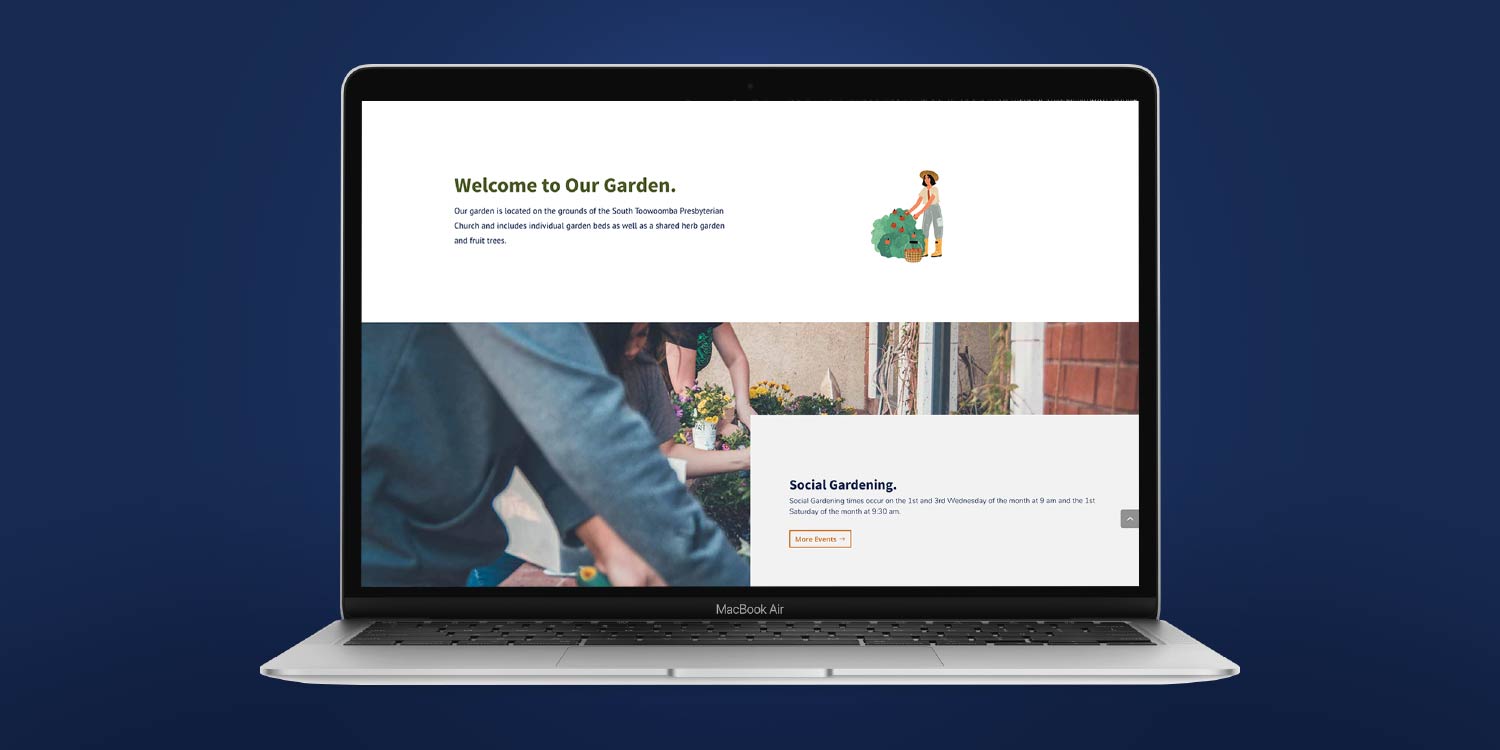 Welcome to Our Garden.
Our garden is located on the grounds of the South Toowoomba Presbyterian
Church and includes individual garden beds as well as a shared herb garden
and fruit trees.
Social Gardening.
Social Gardening times occur on the 1st and 3rd Wednesday of the month at 9 am and the 1st
Saturday of the month at 9:30 am.
More Events →
MacBook Air